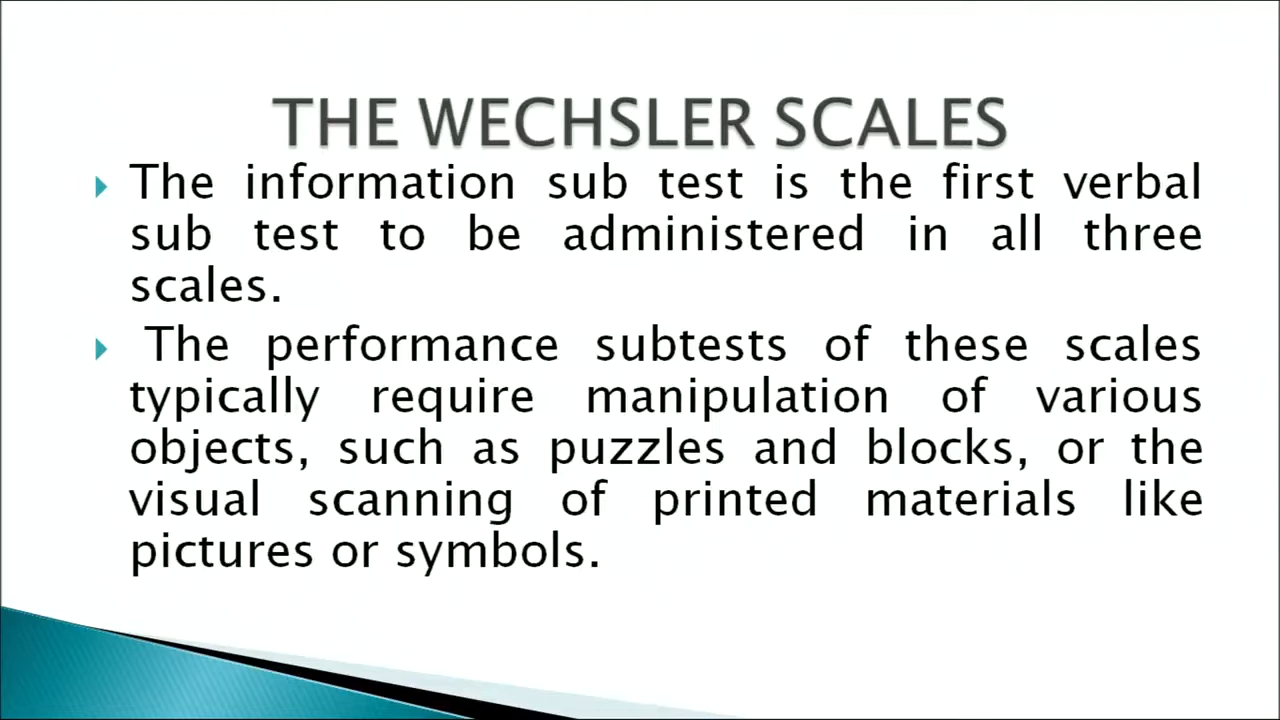 THE WECHSLER SCALES
The information sub test is the first verbal
sub test to be administered in all three
scales.
The performance subtests of these scales
typically require manipulation of various
objects, such as puzzles and blocks, or the
visual scanning of printed materials like
pictures or symbols.